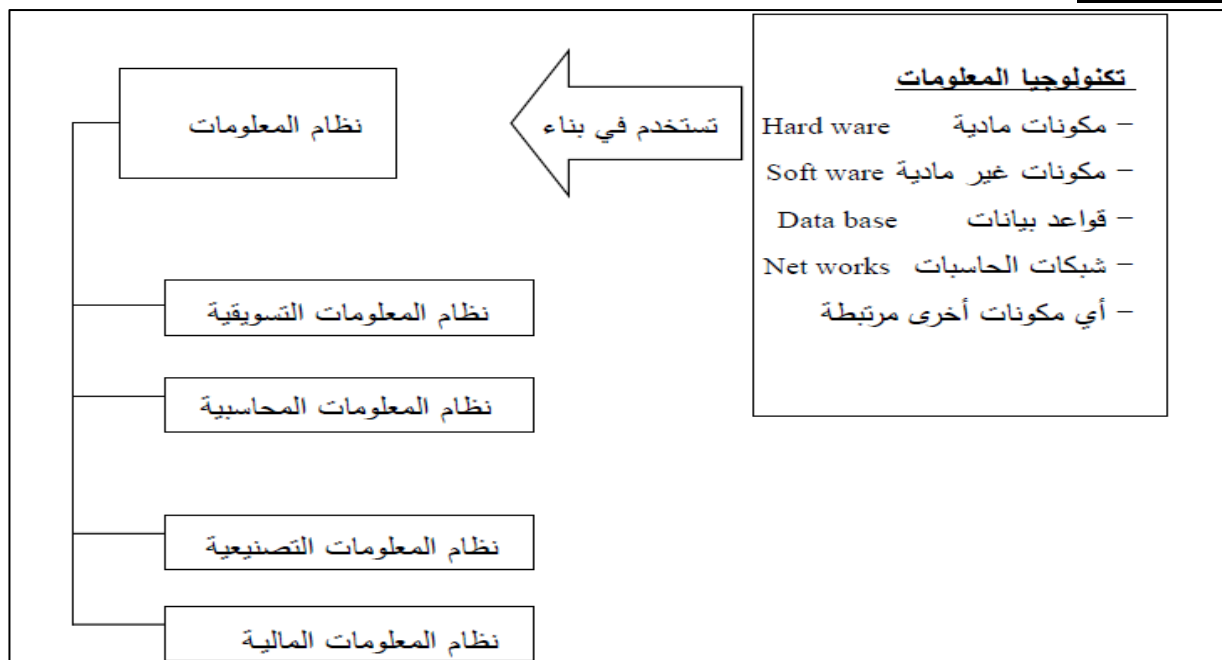 تكنولوجيا المعلومات
– مكونات مادية Hard ware
– مكونات غير مادية Soft ware
– قواعد بيانات Data base
– شبكات الحاسبات Net works
– أي مكونات أخرى مرتبطة
تستخدم في بناء
نظام المعلومات
نظام المعلومات التسويقية
نظام المعلومات المحاسبية
نظام المعلومات التصنيعية
نظام المعلومات المالية